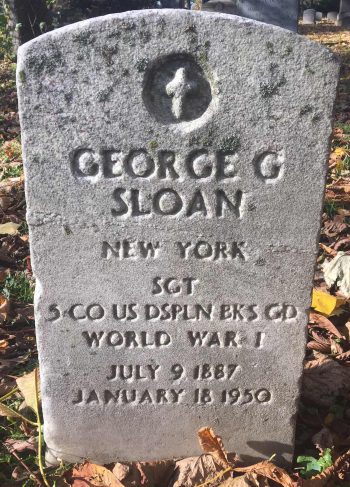 GEORGE G
SLOAN
NEW YORK
SGT
5 CO US DSPLN BKS GD
WORLD WAR I
JULY 9 1887
JANUARY 18 1950